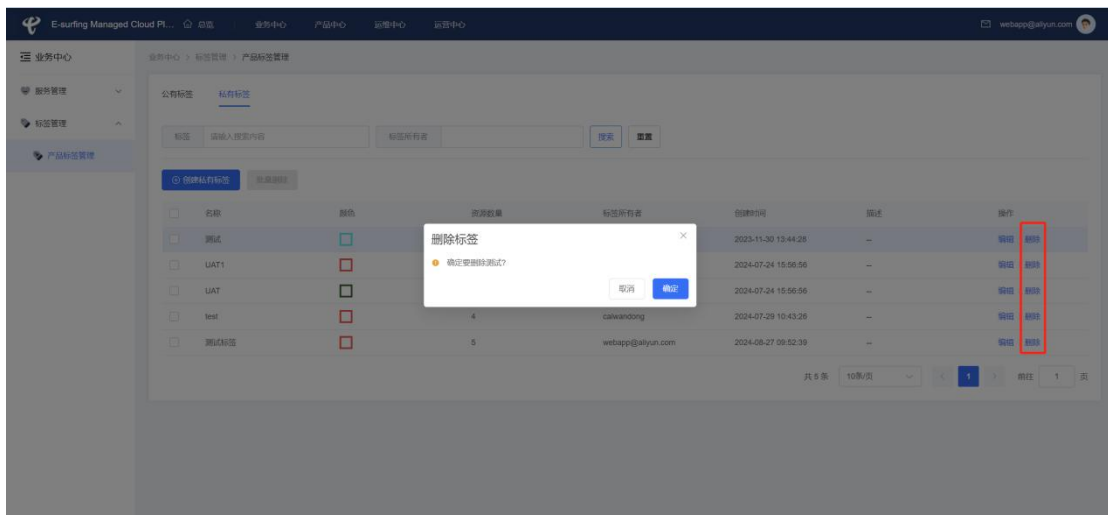 E-surfing Managed Cloud Pl... 总览 业务中心 产品中心 运维中心 运营中心 webapp@aliyun.com
业务中心
业务中心 > 标签管理 > 产品标签管理
服务管理
公有标签 私有标签
标签管理
标签 请输入搜索内容 标签所有者 搜索 重置
产品标签管理
创建私有标签 批量删除
名称 颜色 资源数量 标签所有者 创建时间 描述 操作
测试 2023-11-30 13:44:28 -- 编辑 删除
UAT1 2024-07-24 15:56:56 -- 编辑 删除
UAT 2024-07-24 15:56:56 -- 编辑 删除
test 4 caiwandong 2024-07-29 10:43:26 -- 编辑 删除
测试标签 5 webapp@aliyun.com 2024-08-27 09:52:39 -- 编辑 删除
删除标签
确定要删除测试?
取消 确定
共 5 条 10条/页 < 1 > 前往 1 页